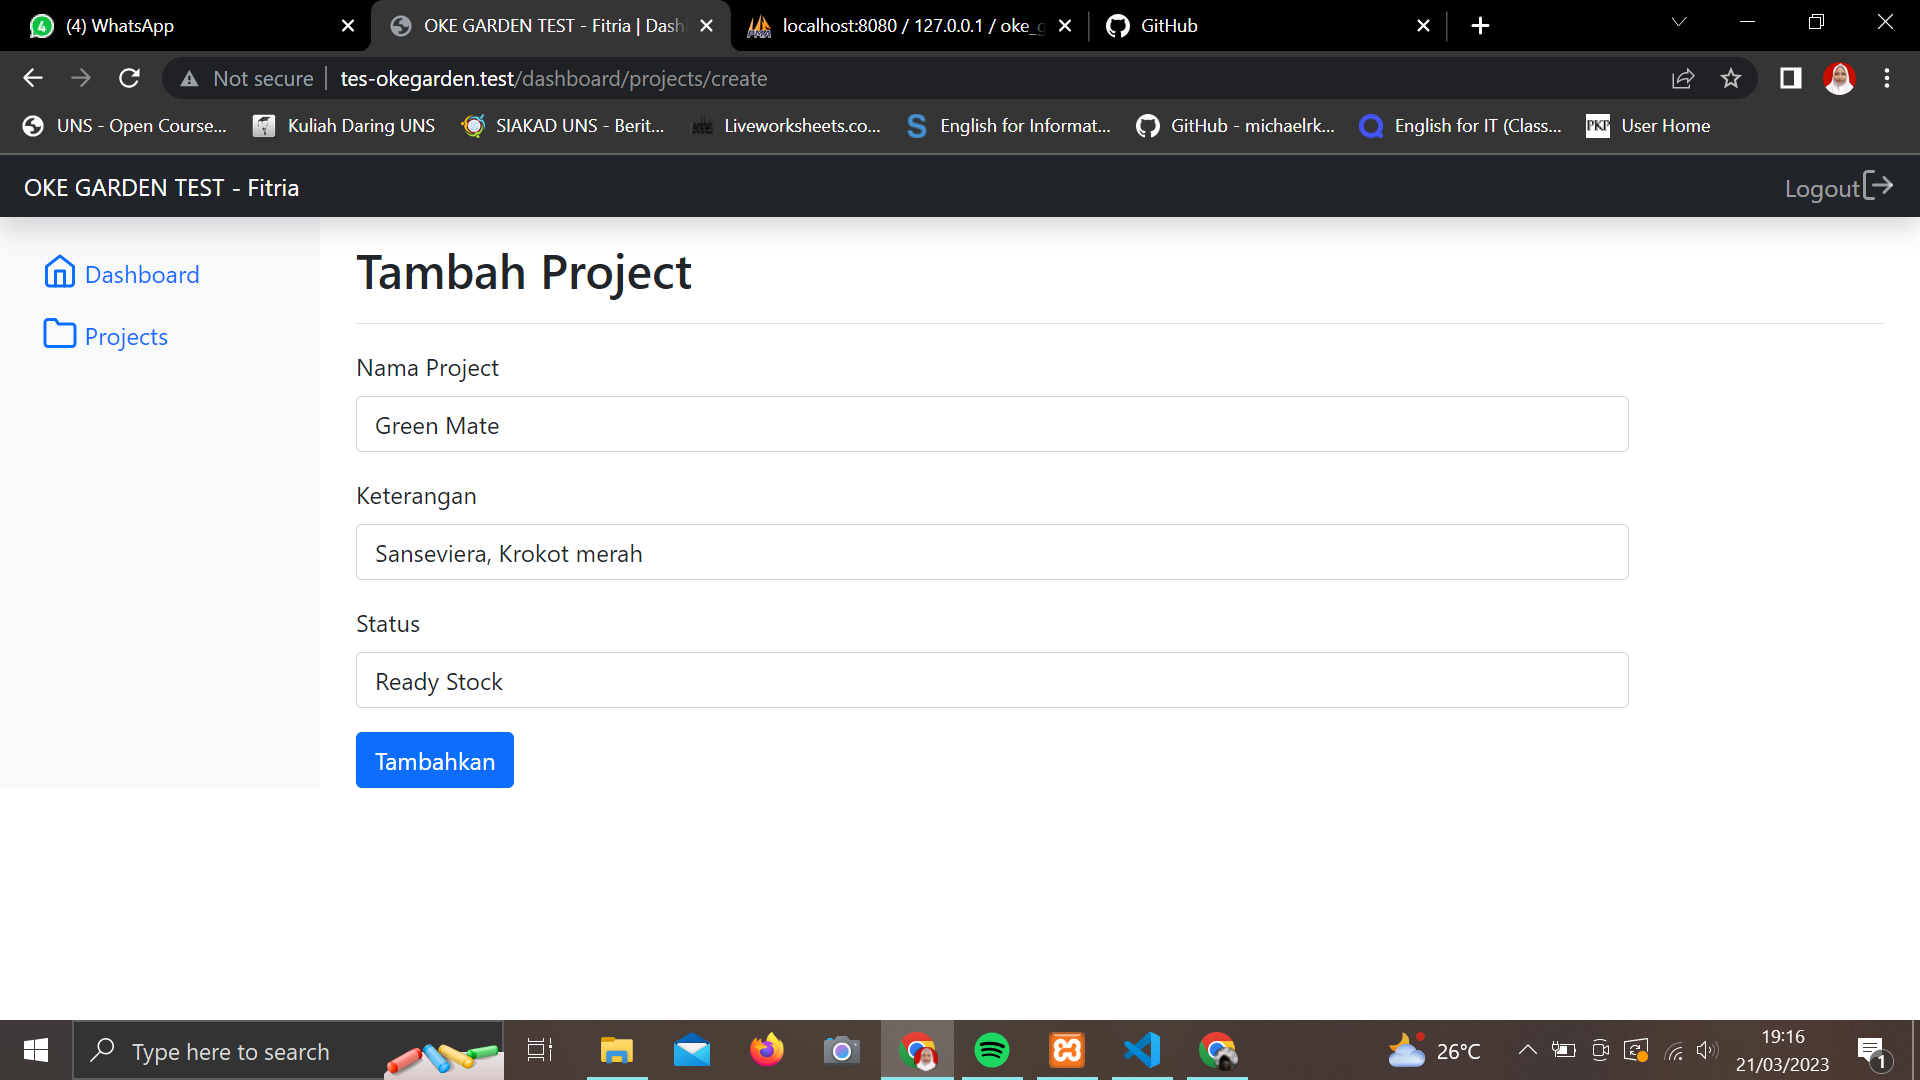 (4) WhatsApp
OKE GARDEN TEST - Fitria | Dash
localhost:8080 / 127.0.0.1 / oke_g
GitHub
Not secure
tes-okegarden.test/dashboard/projects/create
UNS - Open Course...
Kuliah Daring UNS
SIAKAD UNS - Berit...
Liveworksheets.co...
English for Informat...
GitHub - michaelrk...
English for IT (Class...
PKP
User Home
OKE GARDEN TEST - Fitria
Logout
Dashboard
Projects
Tambah Project
Nama Project
Green Mate
Keterangan
Sanseviera, Krokot merah
Status
Ready Stock
Tambahkan
Type here to search
26°C
19:16
21/03/2023
1